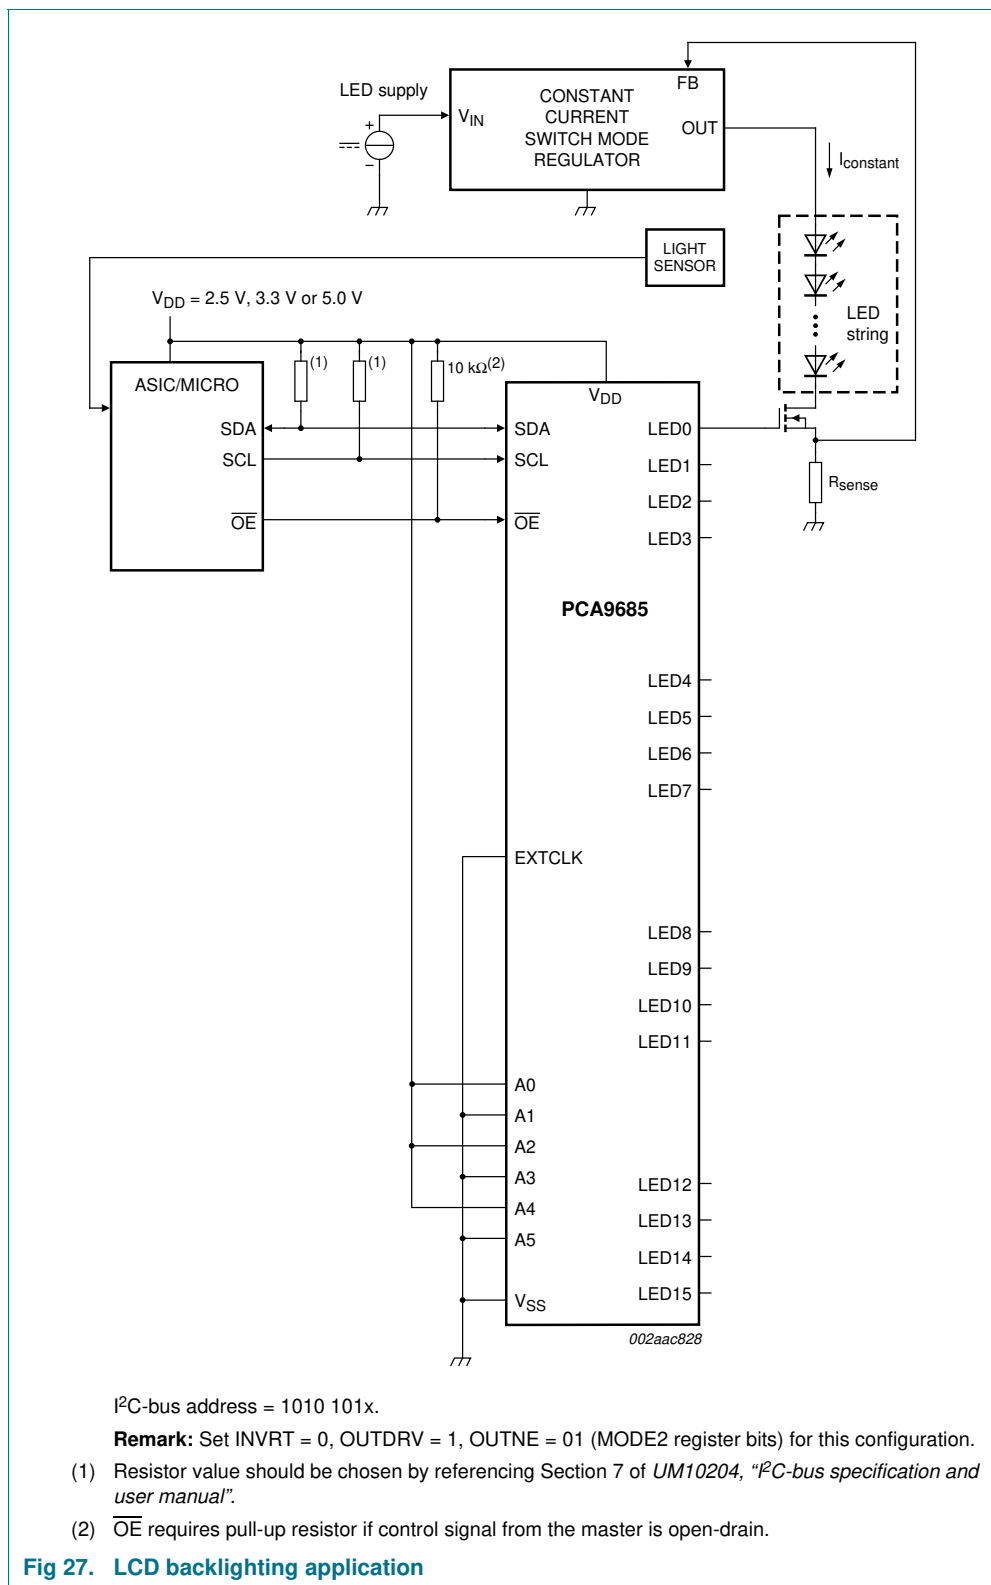 LED supply
+
−
VIN
CONSTANT
CURRENT
SWITCH MODE
REGULATOR
FB
OUT
Iconstant
LIGHT
SENSOR
LED
string
VDD = 2.5 V, 3.3 V or 5.0 V
(1)
(1)
10 kΩ(2)
ASIC/MICRO
SDA
SCL
OE
VDD
SDA
SCL
OE
LED0
LED1
LED2
LED3
Rsense
PCA9685
LED4
LED5
LED6
LED7
EXTCLK
LED8
LED9
LED10
LED11
A0
A1
A2
A3
A4
A5
VSS
LED12
LED13
LED14
LED15
002aac828
I2C-bus address = 1010 101x.
Remark: Set INVRT = 0, OUTDRV = 1, OUTNE = 01 (MODE2 register bits) for this configuration.
(1) Resistor value should be chosen by referencing Section 7 of UM10204, “I2C-bus specification and
user manual”.
(2) OE requires pull-up resistor if control signal from the master is open-drain.
Fig 27. LCD backlighting application